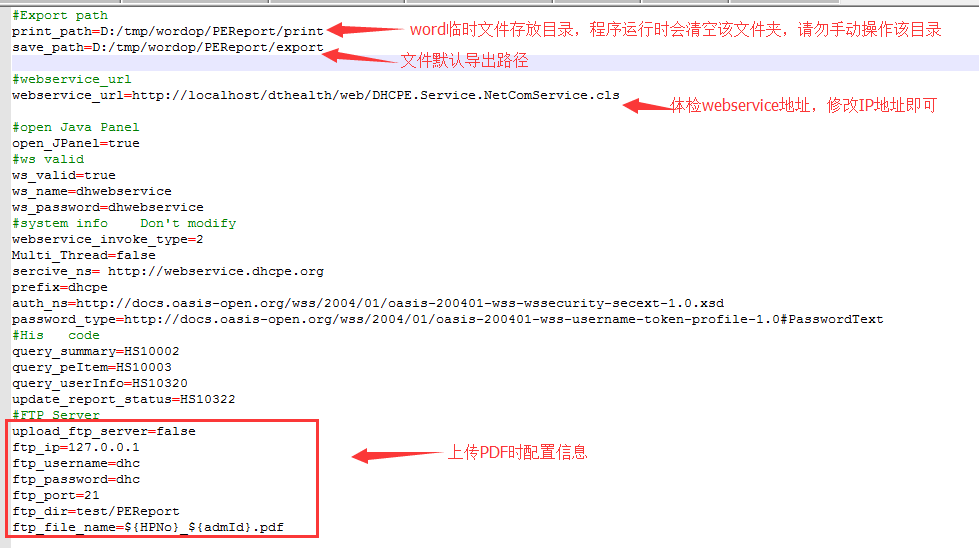 #Export path
print_path=D:/tmp/wordop/PEReport/print
word临时文件存放目录，程序运行时会清空该文件夹，请勿手动操作该目录
save_path=D:/tmp/wordop/PEReport/export
文件默认导出路径
#webservice_url
webservice_url=http://localhost/dthealth/web/DHCPE.Service.NetComService.cls
体检webservice地址，修改IP地址即可
#open Java Panel
open_JPanel=true
#ws valid
ws_valid=true
ws_name=dhwebservice
ws_password=dhwebservice
#system info    Don't modify
webservice_invoke_type=2
Multi_Thread=false
sercive_ns= http://webservice.dhcpe.org
prefix=dhcpe
auth_ns=http://docs.oasis-open.org/wss/2004/01/oasis-200401-wss-wssecurity-secext-1.0.xsd
password_type=http://docs.oasis-open.org/wss/2004/01/oasis-200401-wss-username-token-profile-1.0#PasswordText
#His   code
query_summary=HS10002
query_peItem=HS10003
query_userInfo=HS10320
update_report_status=HS10322
#FTP Server
upload_ftp_server=false
ftp_ip=127.0.0.1
上传PDF时配置信息
ftp_username=dhc
ftp_password=dhc
ftp_port=21
ftp_dir=test/PEReport
ftp_file_name=${HPNo}_${admId}.pdf